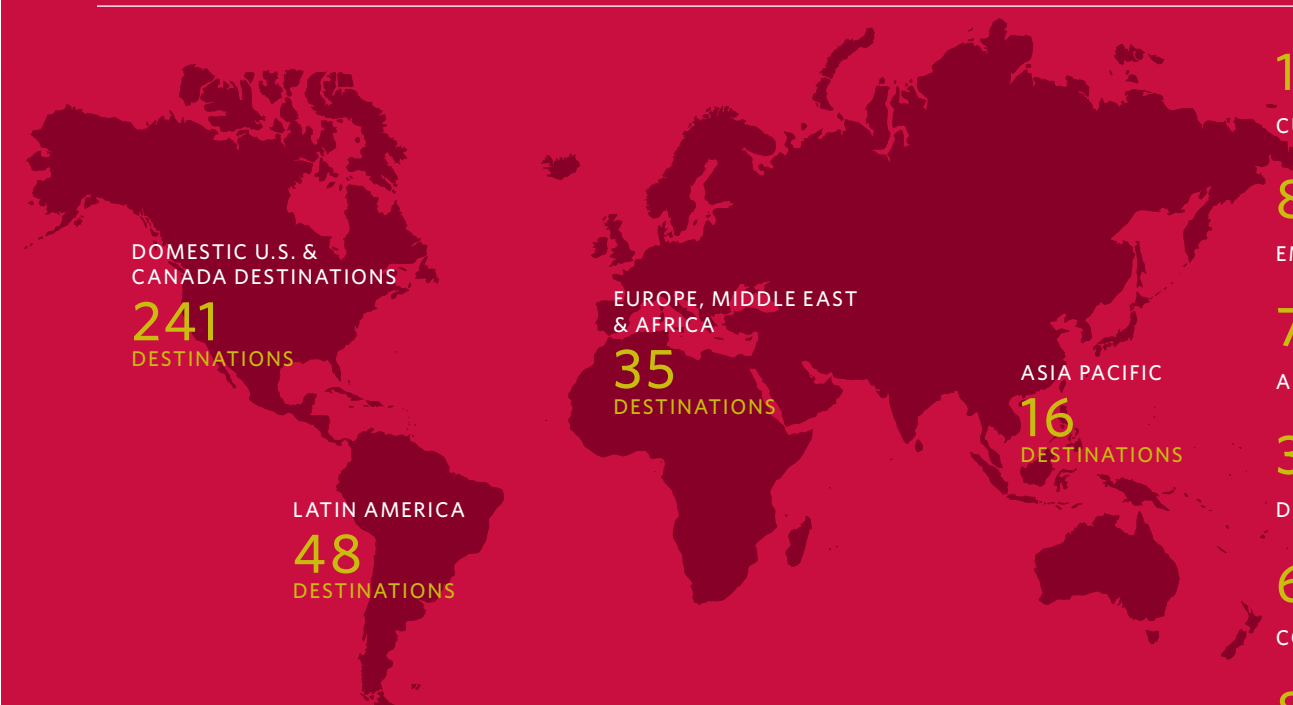 DOMESTIC U.S. &
CANADA DESTINATIONS
241
DESTINATIONS
EUROPE, MIDDLE EAST
& AFRICA
35
DESTINATIONS
ASIA PACIFIC
16
DESTINATIONS
LATIN AMERICA
48
DESTINATIONS